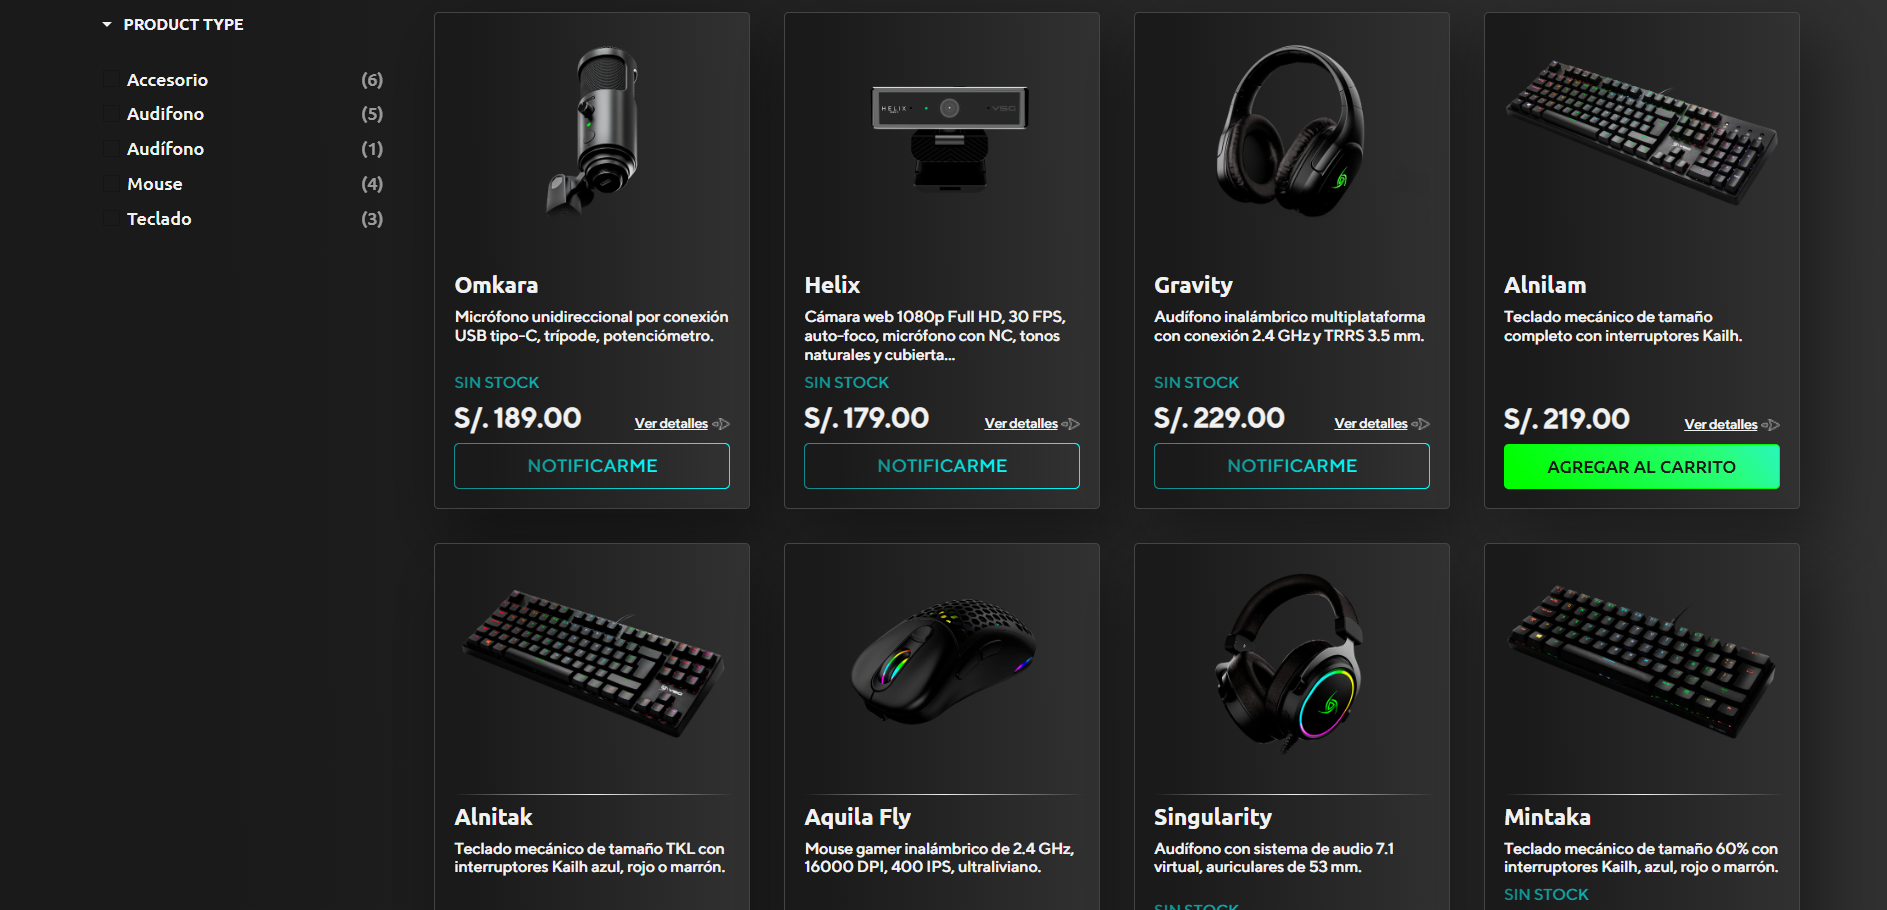 PRODUCT TYPE
Accesorio (6)
Audifono (5)
Audífono (1)
Mouse (4)
Teclado (3)
HELIX
VSG
Omkara
Micrófono unidireccional por conexión
USB tipo-C, trípode, potenciómetro.
SIN STOCK
S/. 189.00 Ver detalles
NOTIFICARME
Helix
Cámara web 1080p Full HD, 30 FPS,
auto-foco, micrófono con NC, tonos
naturales y cubierta...
SIN STOCK
S/. 179.00 Ver detalles
NOTIFICARME
Gravity
Audífono inalámbrico multiplataforma
con conexión 2.4 GHz y TRRS 3.5 mm.
SIN STOCK
S/. 229.00 Ver detalles
NOTIFICARME
Alnilam
Teclado mecánico de tamaño
completo con interruptores Kailh.
S/. 219.00 Ver detalles
AGREGAR AL CARRITO
VSG
Alnitak
Teclado mecánico de tamaño TKL con
interruptores Kailh azul, rojo o marrón.
Aquila Fly
Mouse gamer inalámbrico de 2.4 GHz,
16000 DPI, 400 IPS, ultraliviano.
Singularity
Audífono con sistema de audio 7.1
virtual, auriculares de 53 mm.
SIN STOCK
Mintaka
Teclado mecánico de tamaño 60% con
interruptores Kailh, azul, rojo o marrón.
SIN STOCK